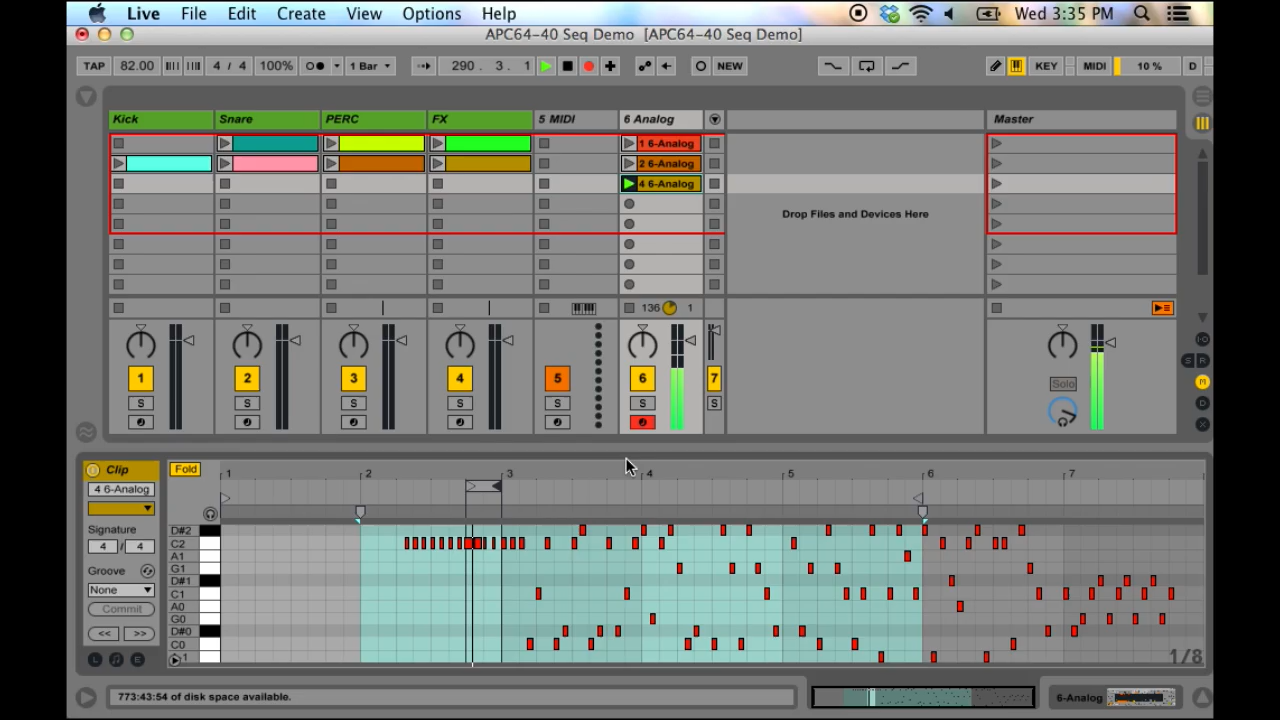 Live File Edit Create View Options Help Wed 3:35 PM
APC64-40 Seq Demo [APC64-40 Seq Demo]
TAP 82.00 4 / 4 100% 1 Bar 290. 3. 1 NEW KEY MIDI 10 % D
Kick Snare PERC FX 5 MIDI 6 Analog Master
1 6-Analog
2 6-Analog
4 6-Analog
Drop Files and Devices Here
136 1
I-O
S R
Solo
1 2 3 4 5 6 7 M
S S S S S S S D
X
Clip Fold 1 2 3 4 5 6 7
4 6-Analog
Signature
4 / 4
Groove
None
Commit
<< >>
L E
D#2
C2
A1
G1
D#1
C1
A0
G0
D#0
C0
1/8
773:43:54 of disk space available. 6-Analog